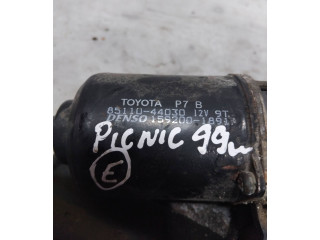 TOYOTA P7 B
85110-44030 12V 9T
DENSO 159200-1891
PICNIC 99
E